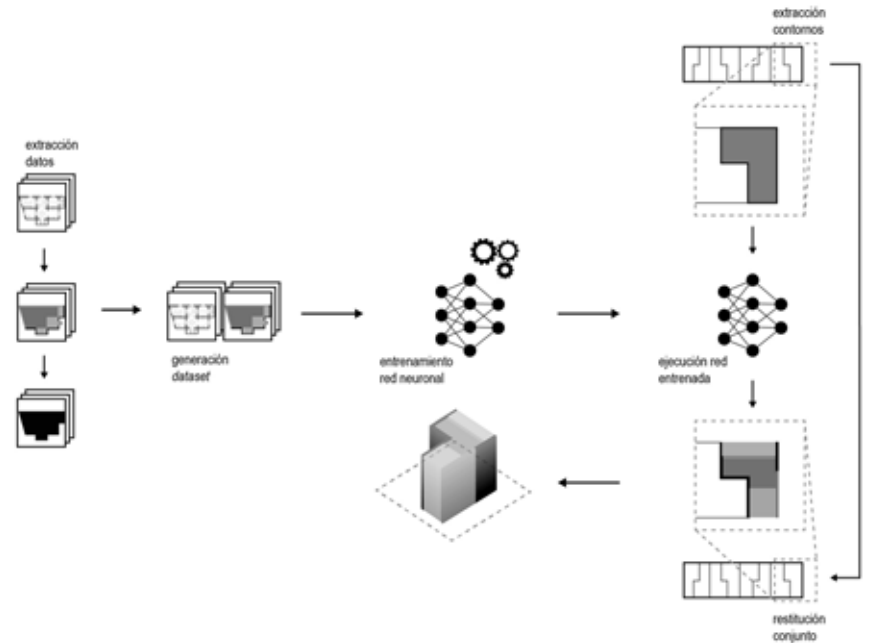 extracción
contornos
extracción
datos
generación
dataset
entrenamiento
red neuronal
ejecución red
entrenada
restitución
conjunto